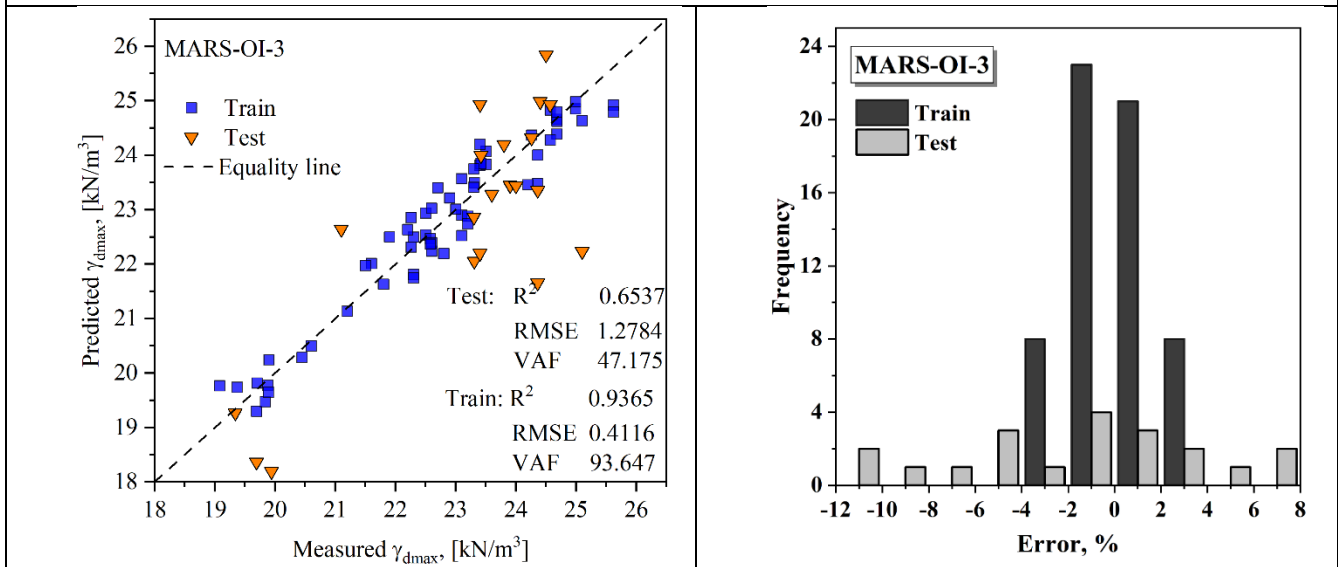 MARS-OI-3
Train
Test
Equality line
Predicted γdmax, [kN/m³]
26
25
24
23
22
21
20
19
18
Test: R² 0.6537
RMSE 1.2784
VAF 47.175
Train: R² 0.9365
RMSE 0.4116
VAF 93.647
18 19 20 21 22 23 24 25 26
Measured γdmax, [kN/m³]
MARS-OI-3
Train
Test
Frequency
24
20
16
12
8
4
0
-12 -10 -8 -6 -4 -2 0 2 4 6 8
Error, %